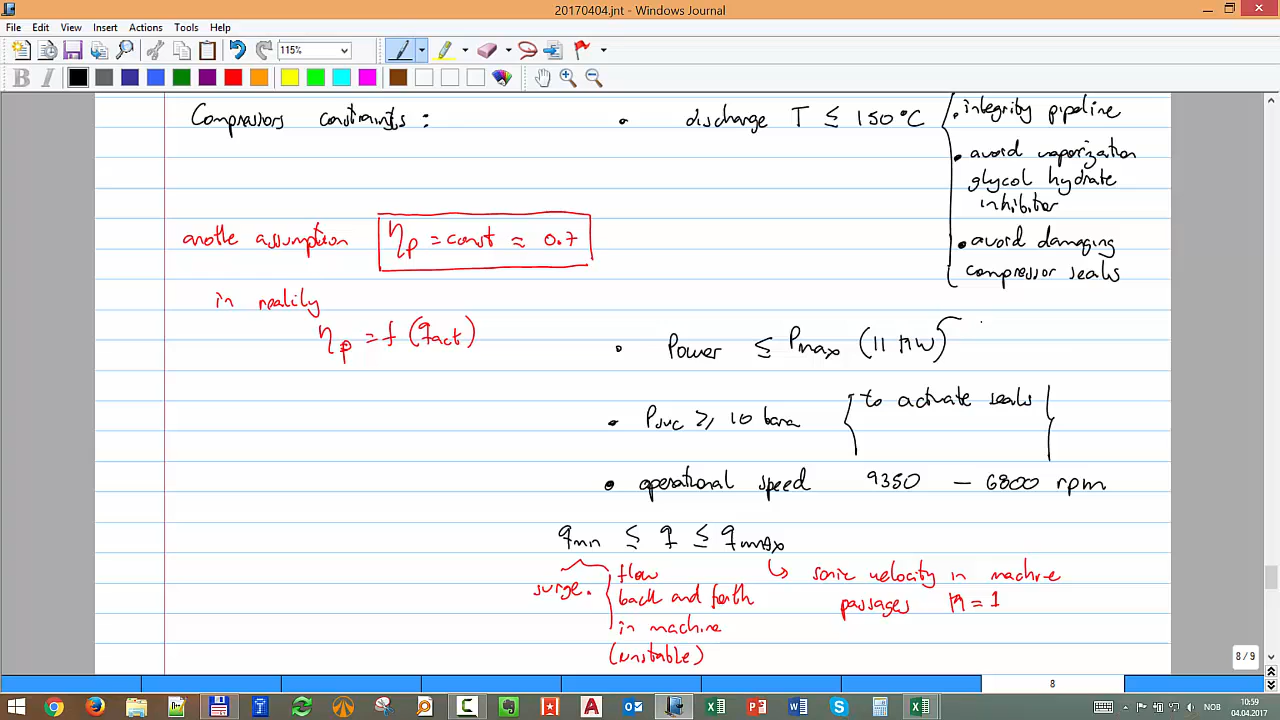 20170404.jnt - Windows Journal
File Edit View Insert Actions Tools Help
115%
Compressors constraints :
• discharge T ≤ 150°C
• integrity pipeline
• avoid vaporization
glycol hydrate
inhibitor
• avoid damaging
compressor seals
anothe assumption ηp = const ≈ 0.7
in reality
ηp = f (qact)
• Power ≤ Pmax (11 MW)
• Psuc ≥ 10 bara
to activate seals
• operational speed 9350 – 6800 rpm
qmin ≤ q ≤ qmax
surge.
flow
back and forth
in machine
(unstable)
↳ sonic velocity in machine
passages M = 1
8/9
8
NOB
10:59
04.04.2017